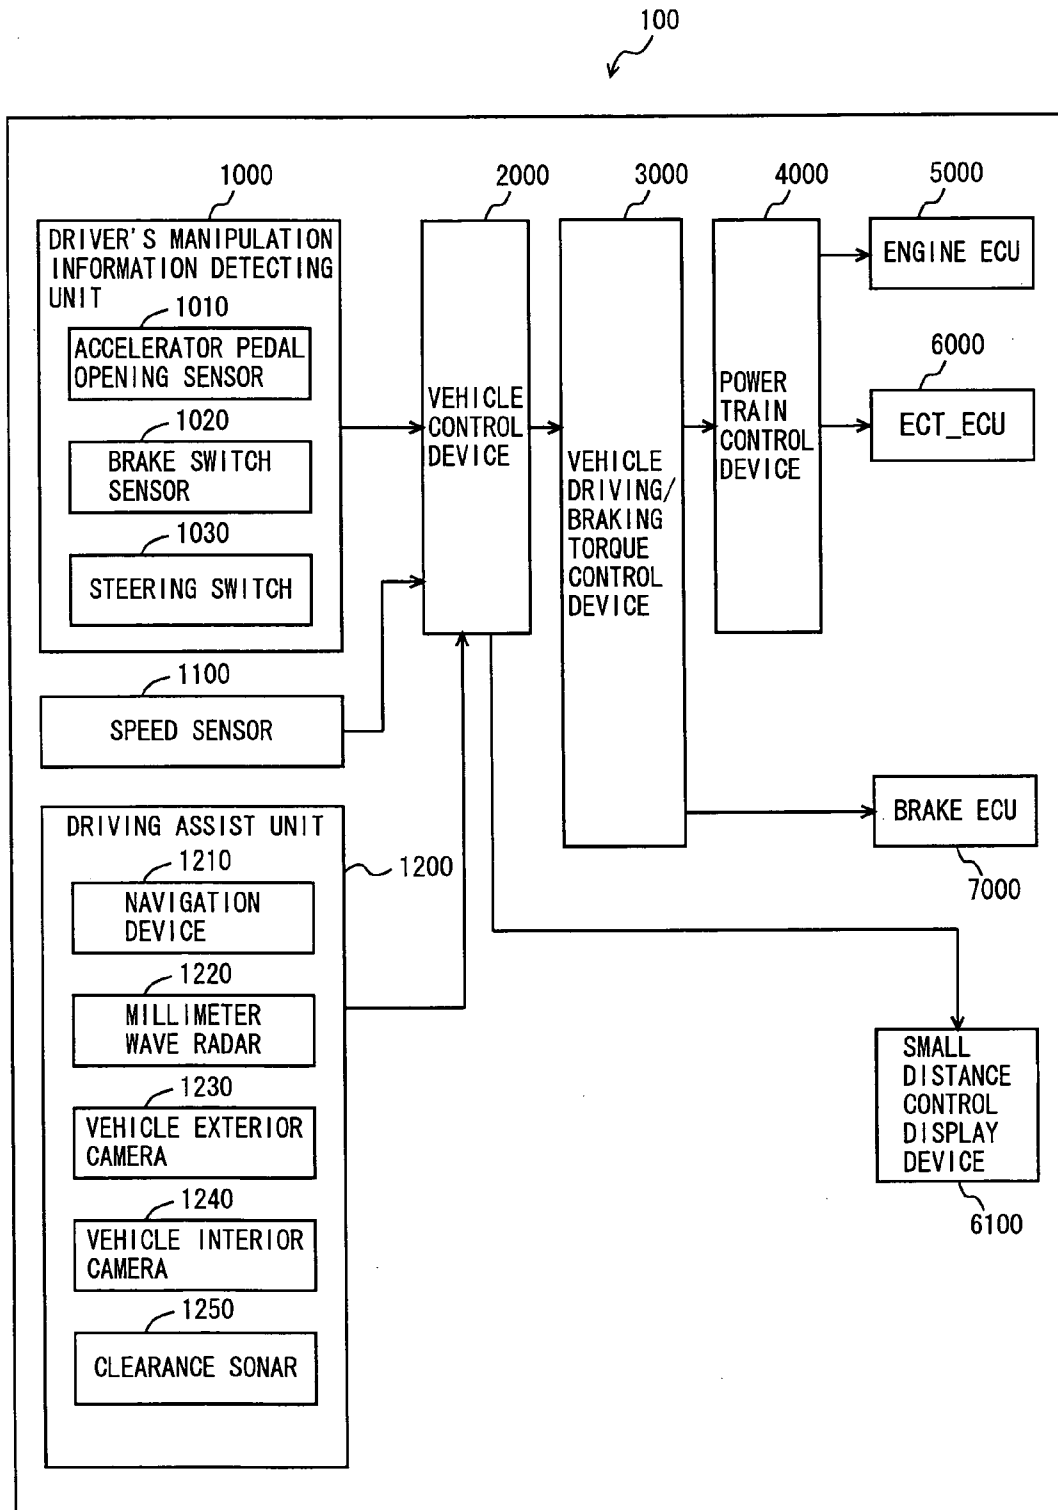 100
1000
DRIVER'S MANIPULATION
INFORMATION DETECTING
UNIT
1010
ACCELERATOR PEDAL
OPENING SENSOR
1020
BRAKE SWITCH
SENSOR
1030
STEERING SWITCH
1100
SPEED SENSOR
DRIVING ASSIST UNIT
1200
1210
NAVIGATION
DEVICE
1220
MILLIMETER
WAVE RADAR
1230
VEHICLE EXTERIOR
CAMERA
1240
VEHICLE INTERIOR
CAMERA
1250
CLEARANCE SONAR
2000
VEHICLE
CONTROL
DEVICE
3000
VEHICLE
DRIVING/
BRAKING
TORQUE
CONTROL
DEVICE
4000
POWER
TRAIN
CONTROL
DEVICE
5000
ENGINE ECU
6000
ECT_ECU
BRAKE ECU
7000
SMALL
DISTANCE
CONTROL
DISPLAY
DEVICE
6100